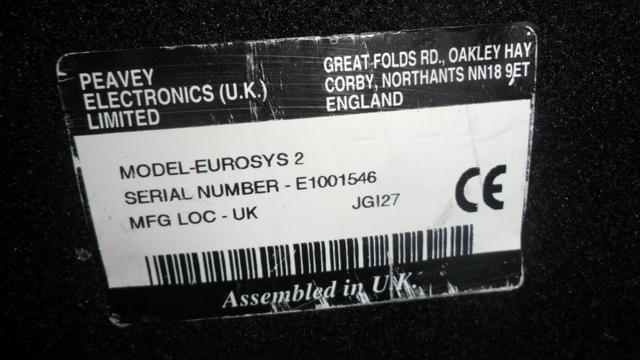 PEAVEY
ELECTRONICS (U.K.)
LIMITED
GREAT FOLDS RD., OAKLEY HAY
CORBY, NORTHANTS NN18 9ET
ENGLAND
MODEL-EUROSYS 2
SERIAL NUMBER - E1001546
MFG LOC - UK
JGI27
CE
Assembled in U.K.